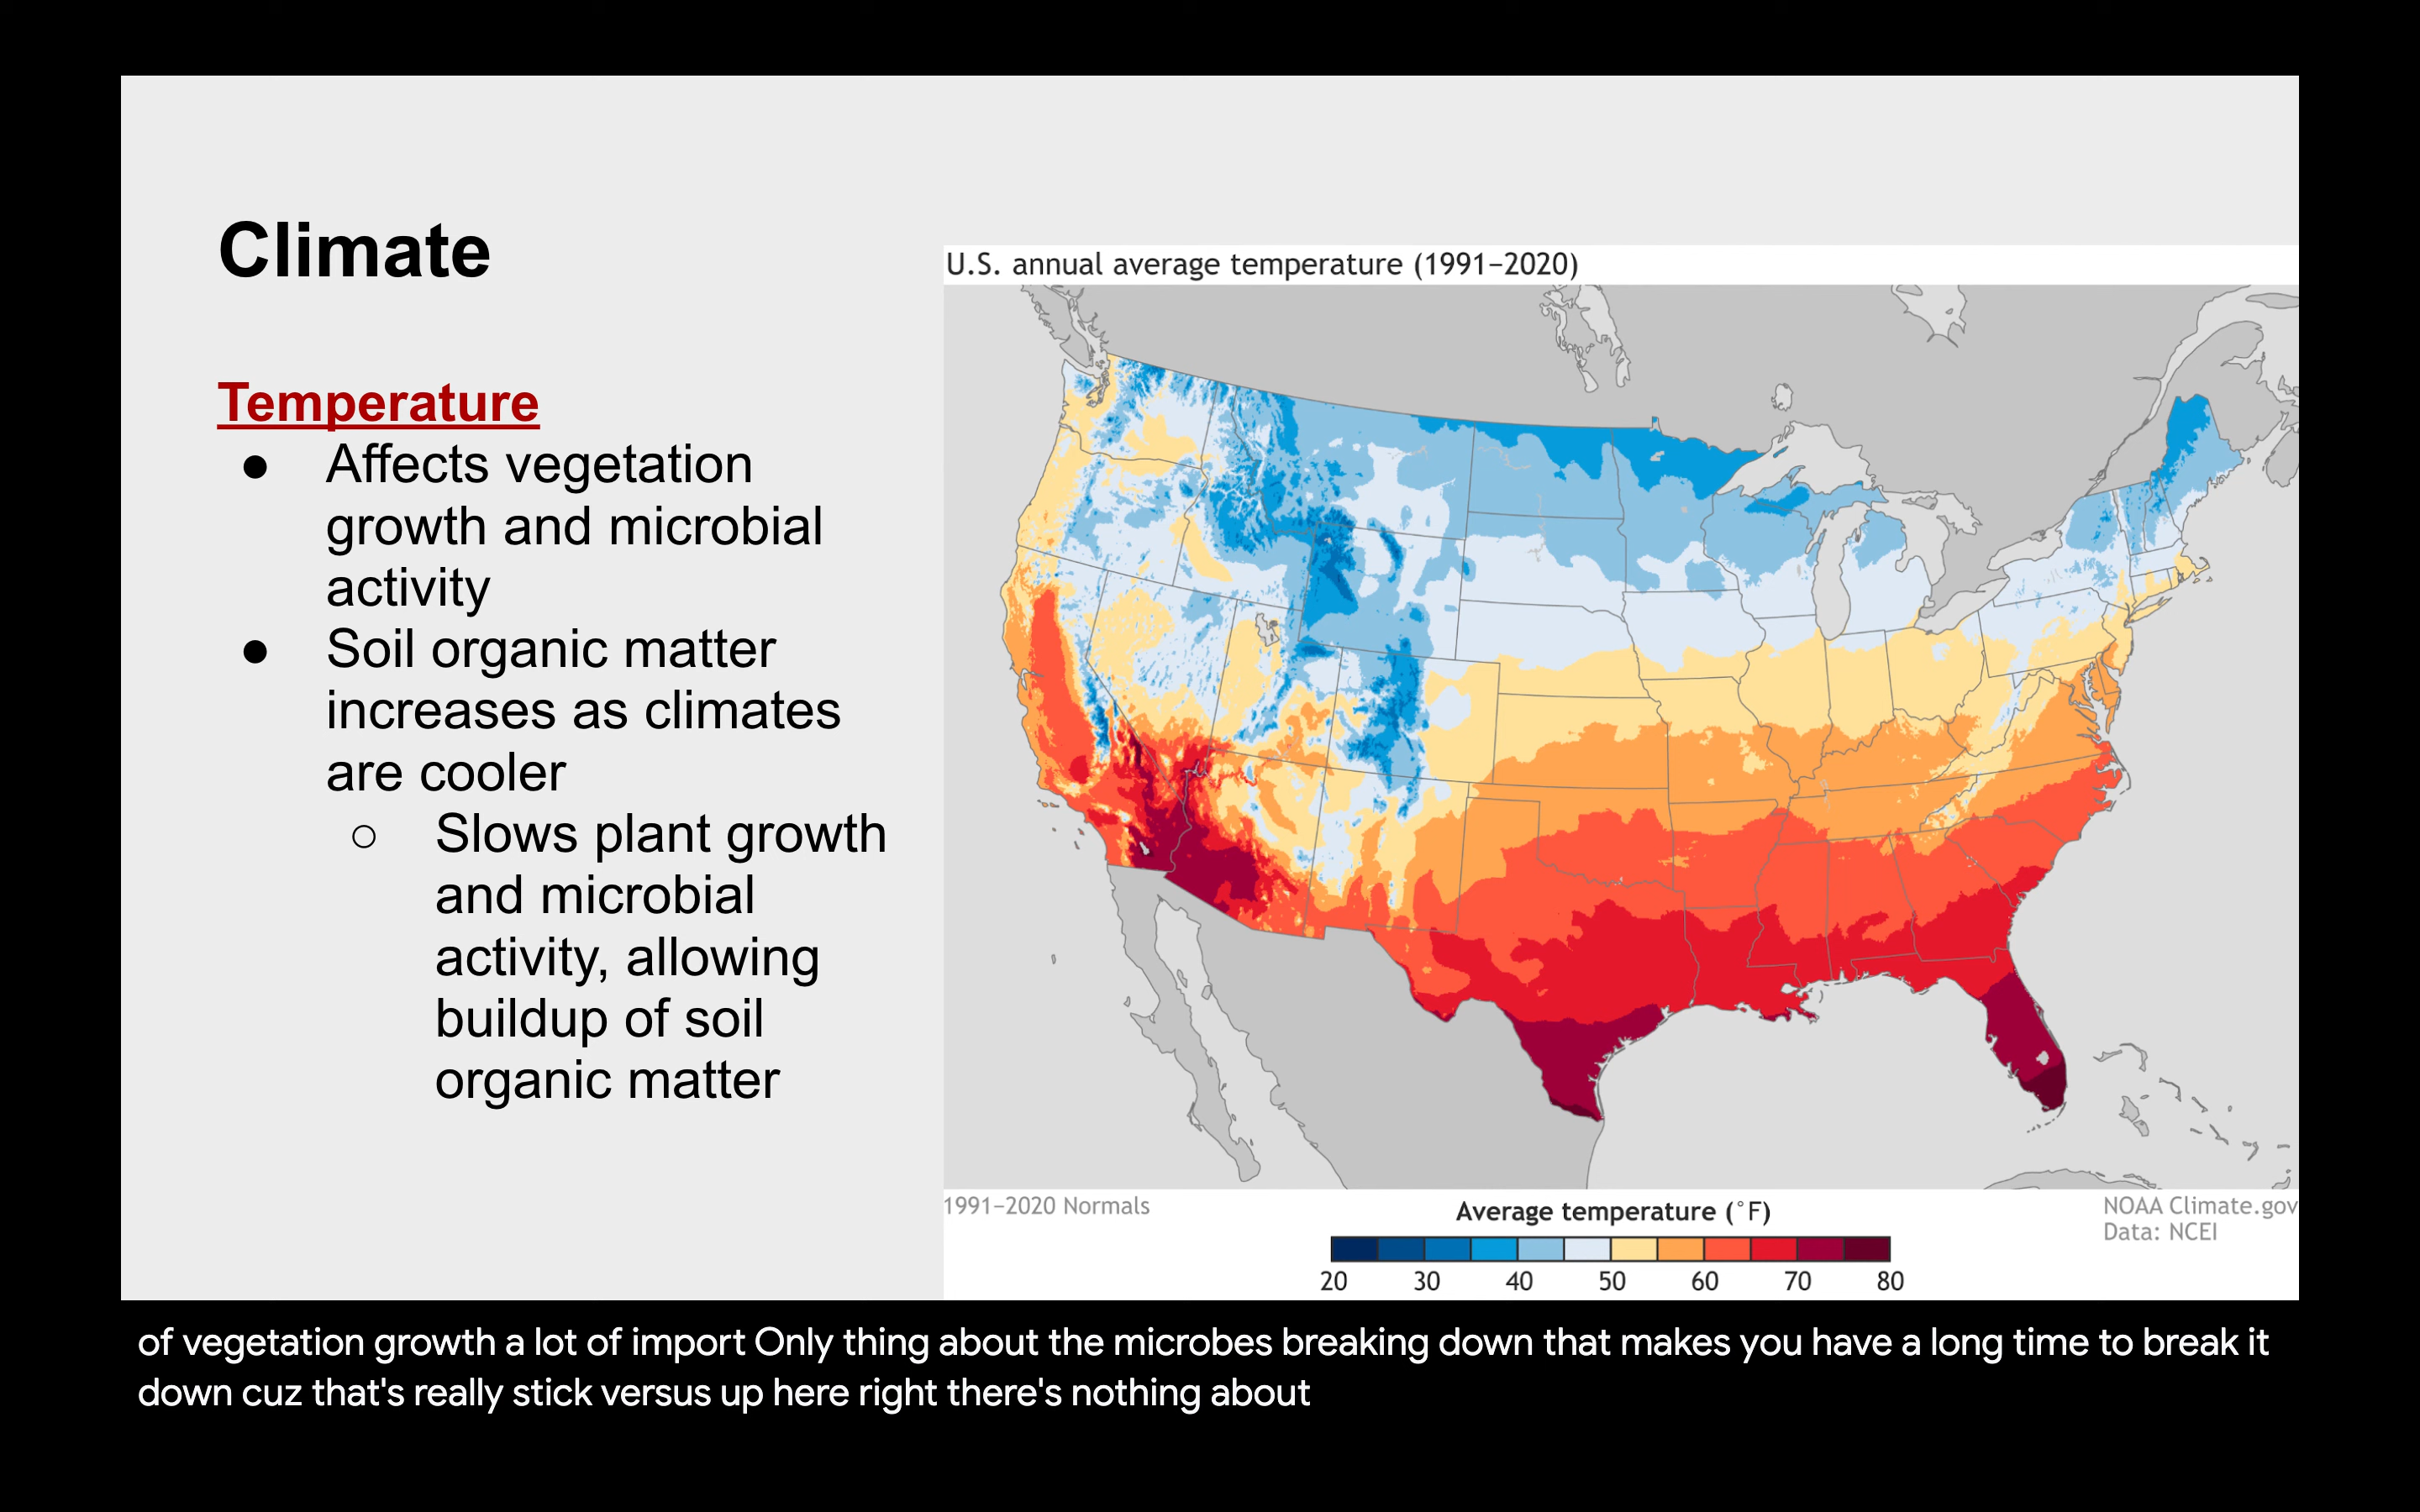 Climate
Temperature
● Affects vegetation
growth and microbial
activity
● Soil organic matter
increases as climates
are cooler
○ Slows plant growth
and microbial
activity, allowing
buildup of soil
organic matter
U.S. annual average temperature (1991–2020)
1991–2020 Normals
Average temperature (°F)
20 30 40 50 60 70 80
NOAA Climate.gov
Data: NCEI
of vegetation growth a lot of import Only thing about the microbes breaking down that makes you have a long time to break it
down cuz that's really stick versus up here right there's nothing about